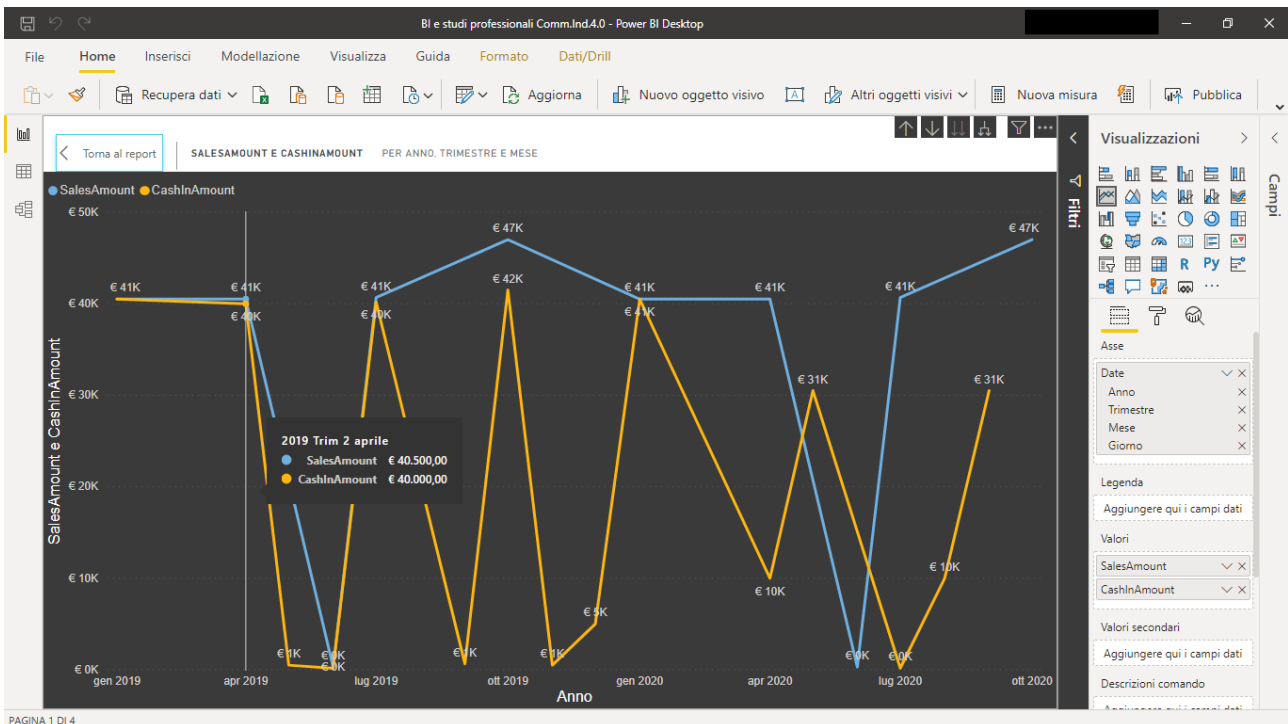 BI e studi professionali Comm.Ind.4.0 - Power BI Desktop
File Home Inserisci Modellazione Visualizza Guida Formato Dati/Drill
Recupera dati Aggiorna Nuovo oggetto visivo Altri oggetti visivi Nuova misura Pubblica
Torna al report SALESAMOUNT E CASHINAMOUNT PER ANNO, TRIMESTRE E MESE
SalesAmount CashInAmount
€ 50K
€ 47K € 47K
€ 42K
€ 41K € 41K € 41K € 41K € 41K € 41K
€ 40K
€ 40K € 40K € 41K
€ 31K € 31K
€ 30K
2019 Trim 2 aprile
SalesAmount € 40.500,00
CashInAmount € 40.000,00
€ 20K
€ 10K
€ 10K
€ 10K
€ 5K
€ 1K € 0K € 1K € 1K € 0K € 0K
€ 0K
€ 0K
gen 2019 apr 2019 lug 2019 ott 2019 gen 2020 apr 2020 lug 2020 ott 2020
Anno
SalesAmount e CashInAmount
Filtri
Visualizzazioni
R Py
123
Asse
Date
Anno
Trimestre
Mese
Giorno
Legenda
Aggiungere qui i campi dati
Valori
SalesAmount
CashInAmount
Valori secondari
Aggiungere qui i campi dati
Descrizioni comando
Aggiungere qui i campi dati
Campi
PAGINA 1 DI 4